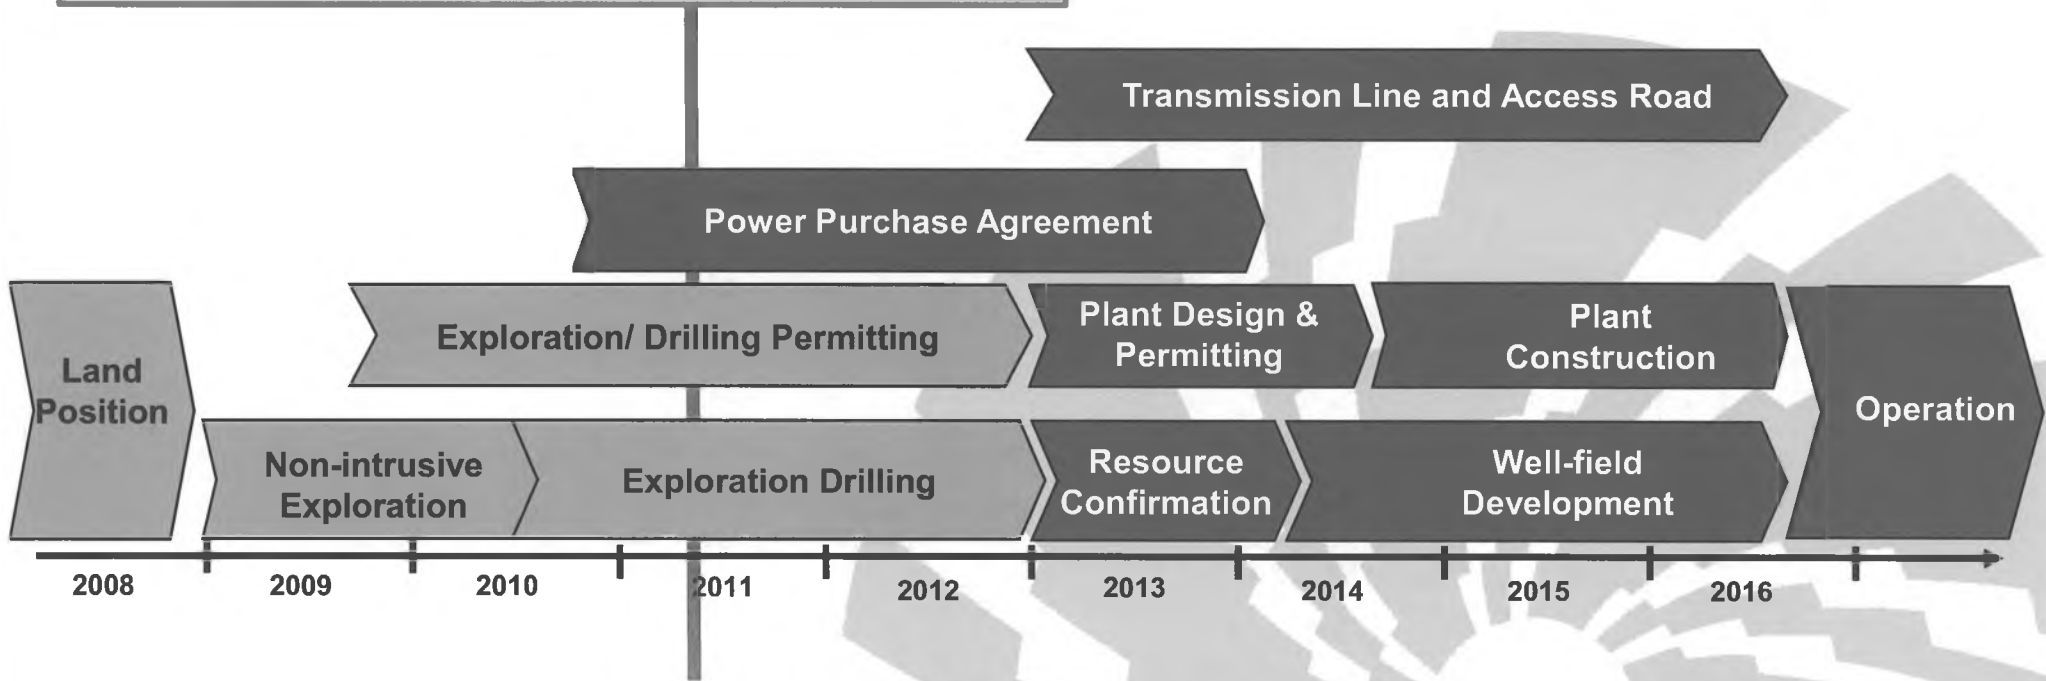 Transmission Line and Access Road
Power Purchase Agreement
Land
Position
Exploration/ Drilling Permitting
Plant Design &
Permitting
Plant
Construction
Operation
Non-intrusive
Exploration
Exploration Drilling
Resource
Confirmation
Well-field
Development
2008
2009
2010
2011
2012
2013
2014
2015
2016